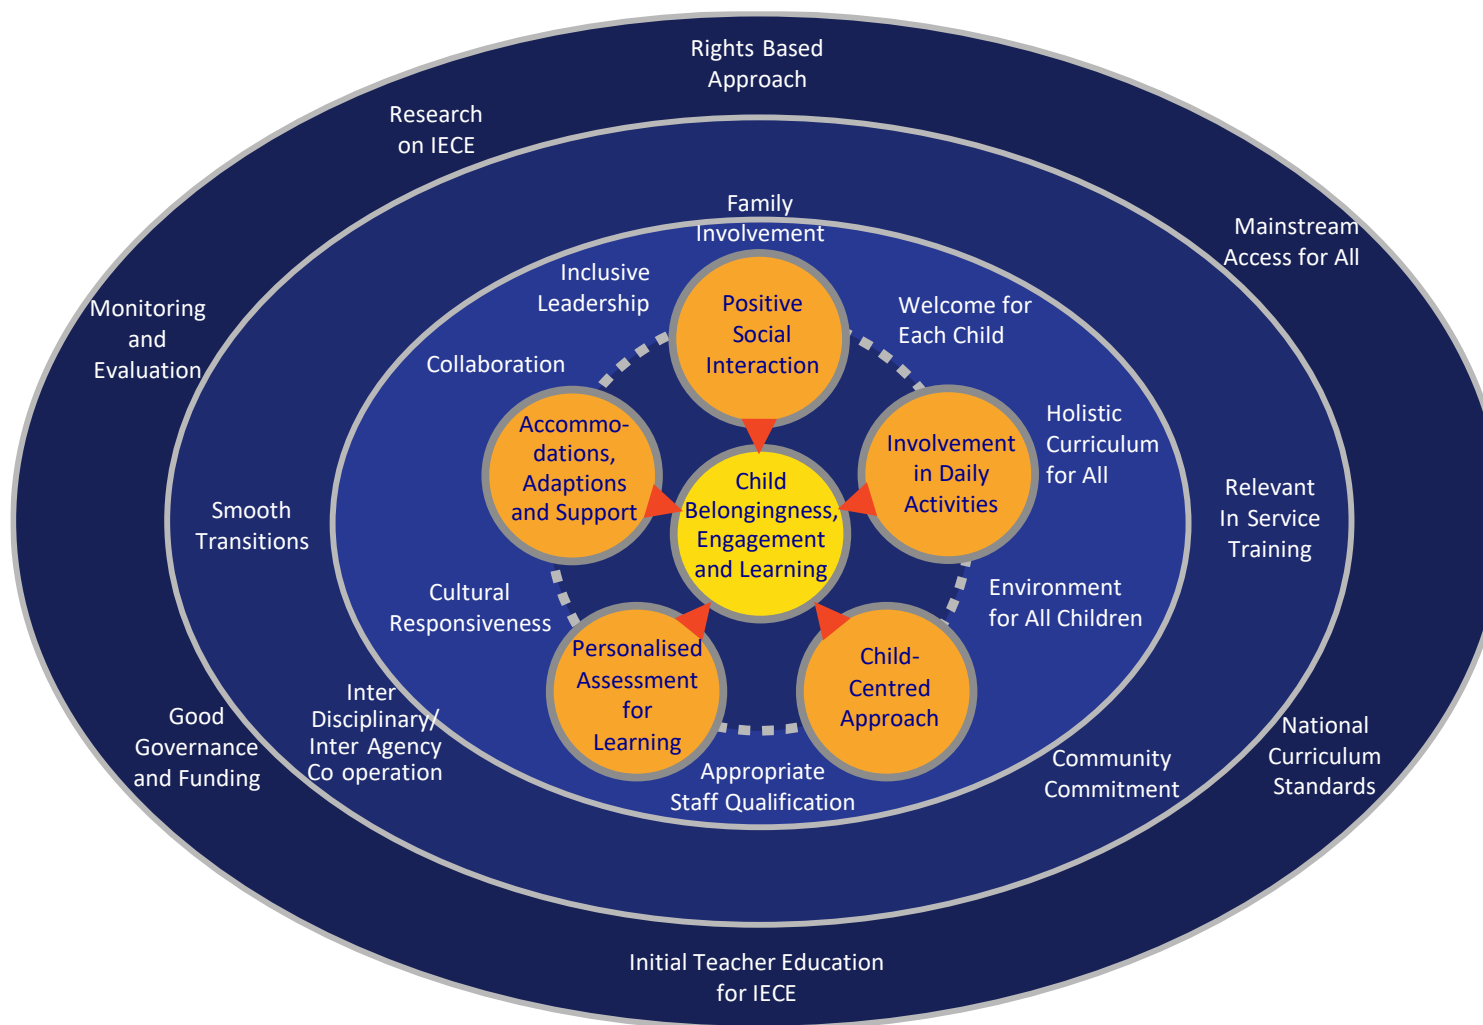 Rights Based
Approach
Research
on IECE
Mainstream
Access for All
Monitoring
and
Evaluation
Family
Involvement
Inclusive
Leadership
Welcome for
Each Child
Collaboration
Positive
Social
Interaction
Accommo-
dations,
Adaptions
and Support
Involvement
in Daily
Activities
Holistic
Curriculum
for All
Child
Belongingness,
Engagement
and Learning
Smooth
Transitions
Relevant
In Service
Training
Cultural
Responsiveness
Environment
for All Children
Personalised
Assessment
for
Learning
Child-
Centred
Approach
Inter
Disciplinary/
Inter Agency
Co operation
Good
Governance
and Funding
Appropriate
Staff Qualification
Community
Commitment
National
Curriculum
Standards
Initial Teacher Education
for IECE